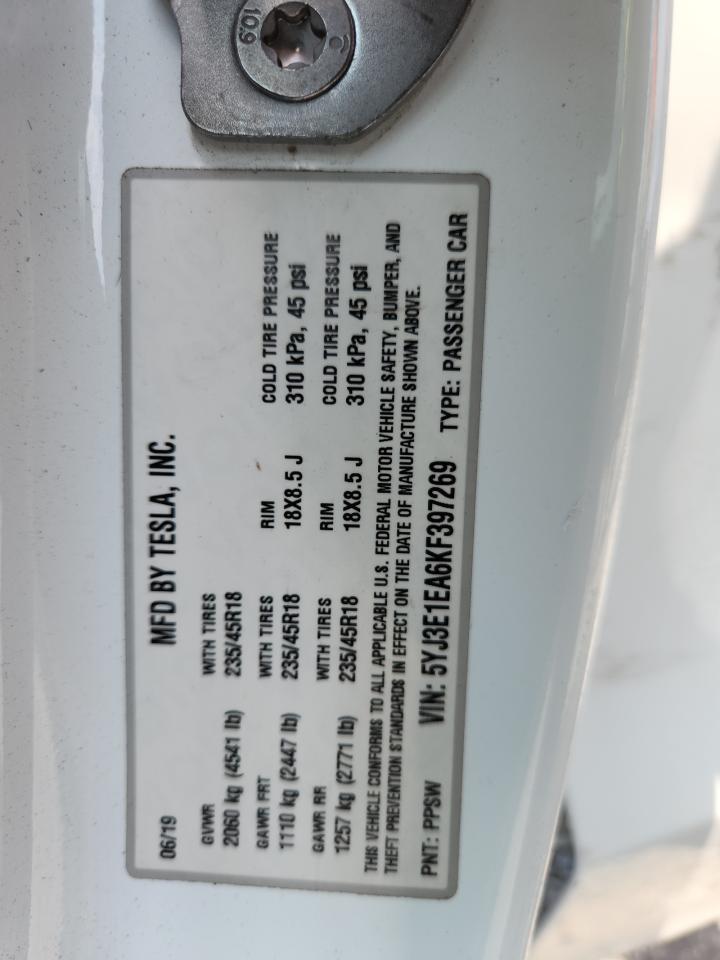 10.9
C
MFD BY TESLA, INC.
06/19
GVWR WITH TIRES
2060 kg (4541 lb) 235/45R18
GAWR FRT WITH TIRES RIM COLD TIRE PRESSURE
1110 kg (2447 lb) 235/45R18 18X8.5 J 310 kPa, 45 psi
GAWR RR WITH TIRES RIM COLD TIRE PRESSURE
1257 kg (2771 lb) 235/45R18 18X8.5 J 310 kPa, 45 psi
THIS VEHICLE CONFORMS TO ALL APPLICABLE U.S. FEDERAL MOTOR VEHICLE SAFETY, BUMPER, AND
THEFT PREVENTION STANDARDS IN EFFECT ON THE DATE OF MANUFACTURE SHOWN ABOVE.
PNT: PPSW VIN: 5YJ3E1EA6KF397269 TYPE: PASSENGER CAR